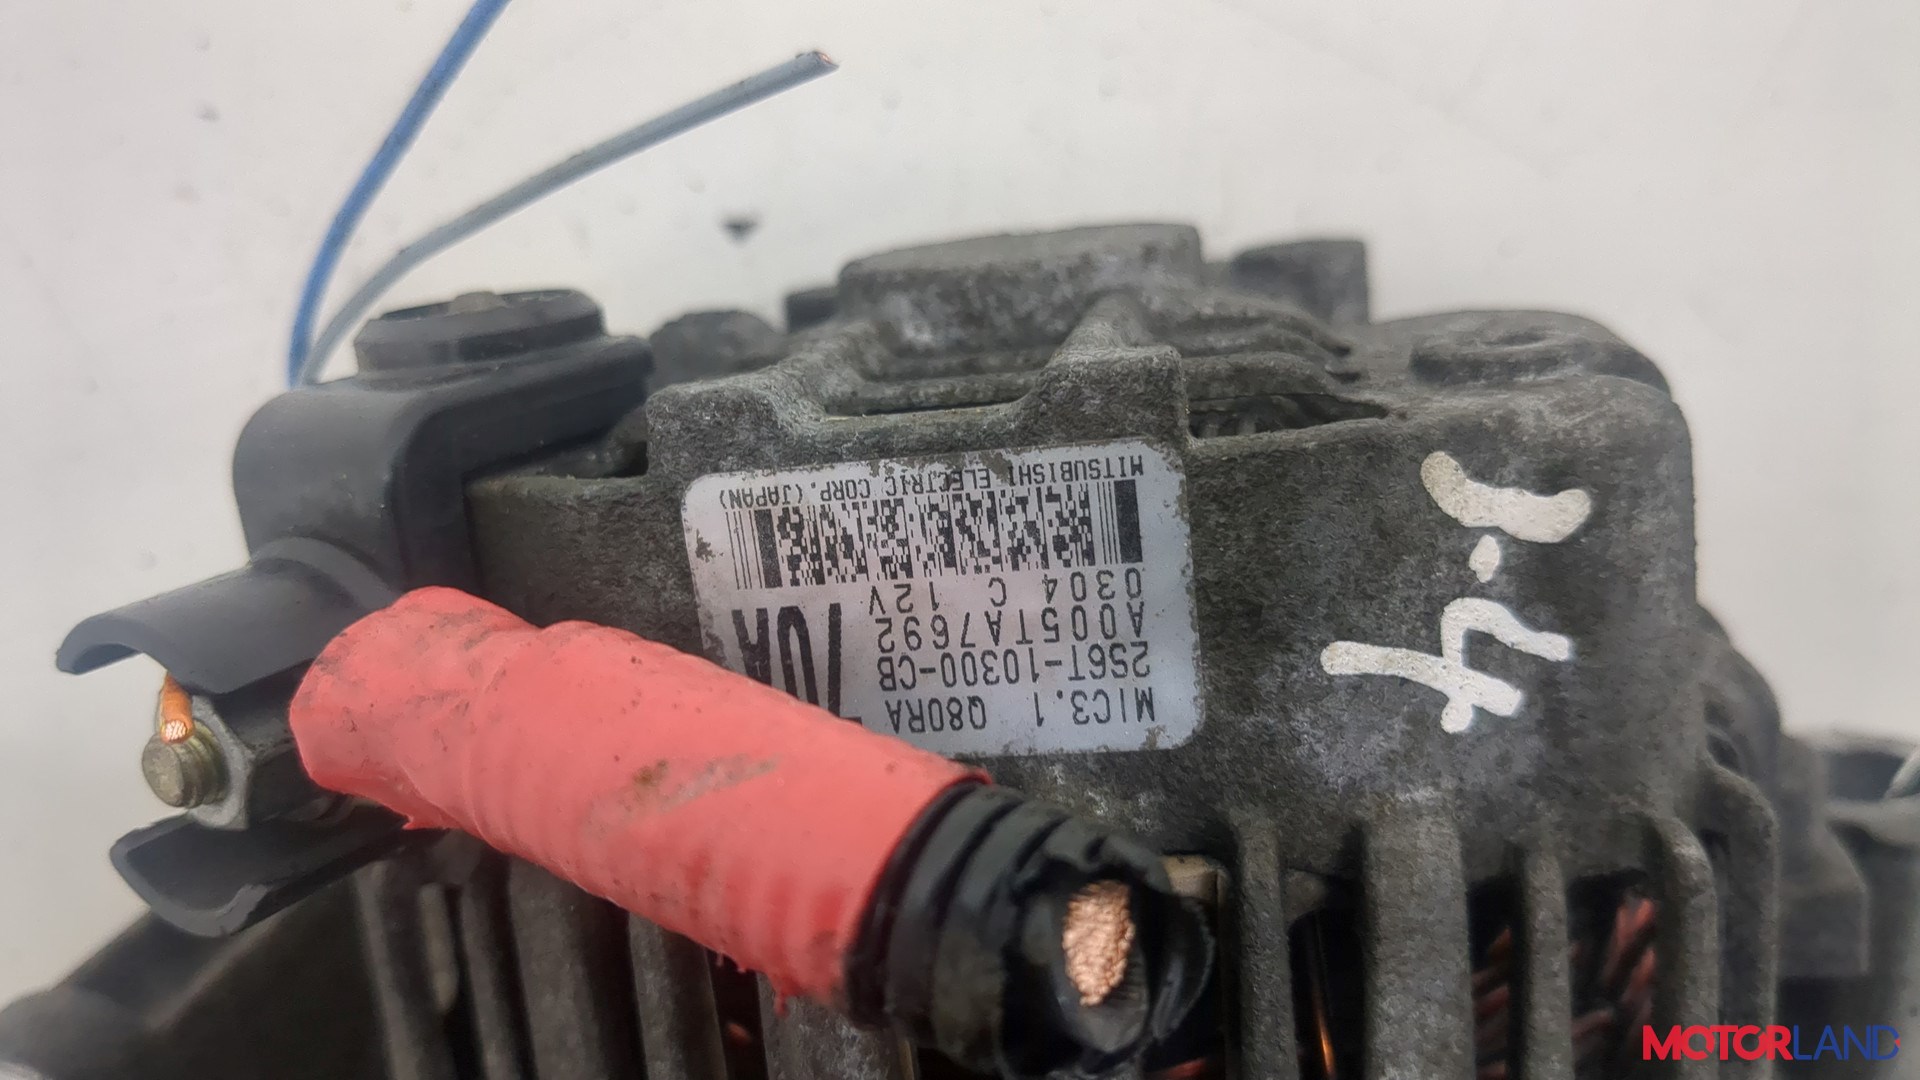 MIC3.1 Q80RA
2S6T-10300-CB
A005TA7692
0304 C 12V
70A
MITSUBISHI ELECTRIC CORP.(JAPAN)
MOTORLAND